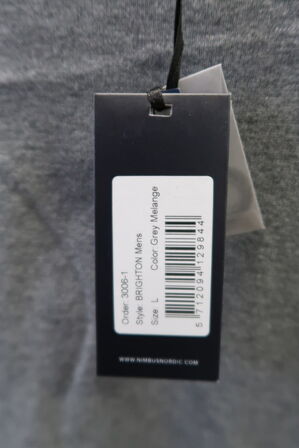 Order: 3006-1
Style: BRIGHTON Mens
Size: L Color:Grey Melange
5 712094 129844
WWW.NIMBUSNORDIC.COM